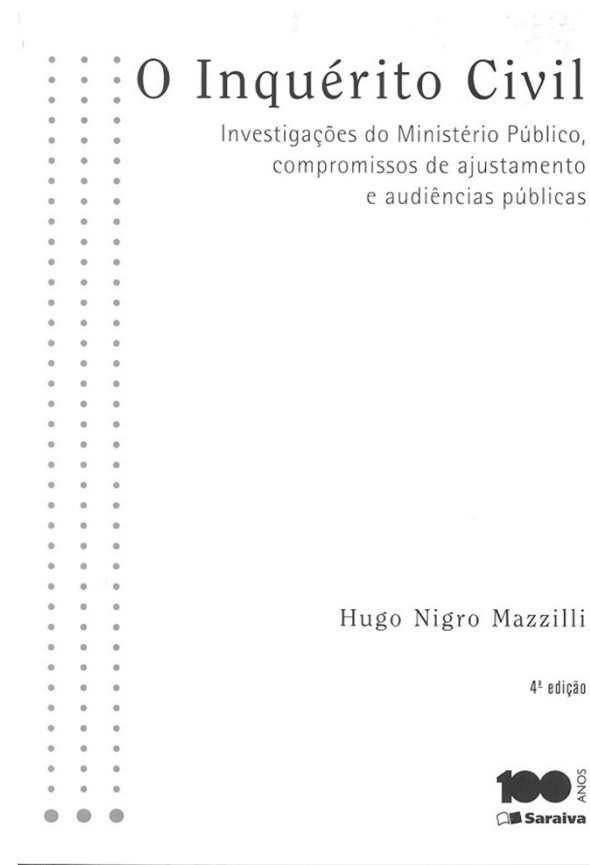 O Inquérito Civil
Investigações do Ministério Público,
compromissos de ajustamento
e audiências públicas
Hugo Nigro Mazzilli
4ª edição
100 ANOS
Saraiva